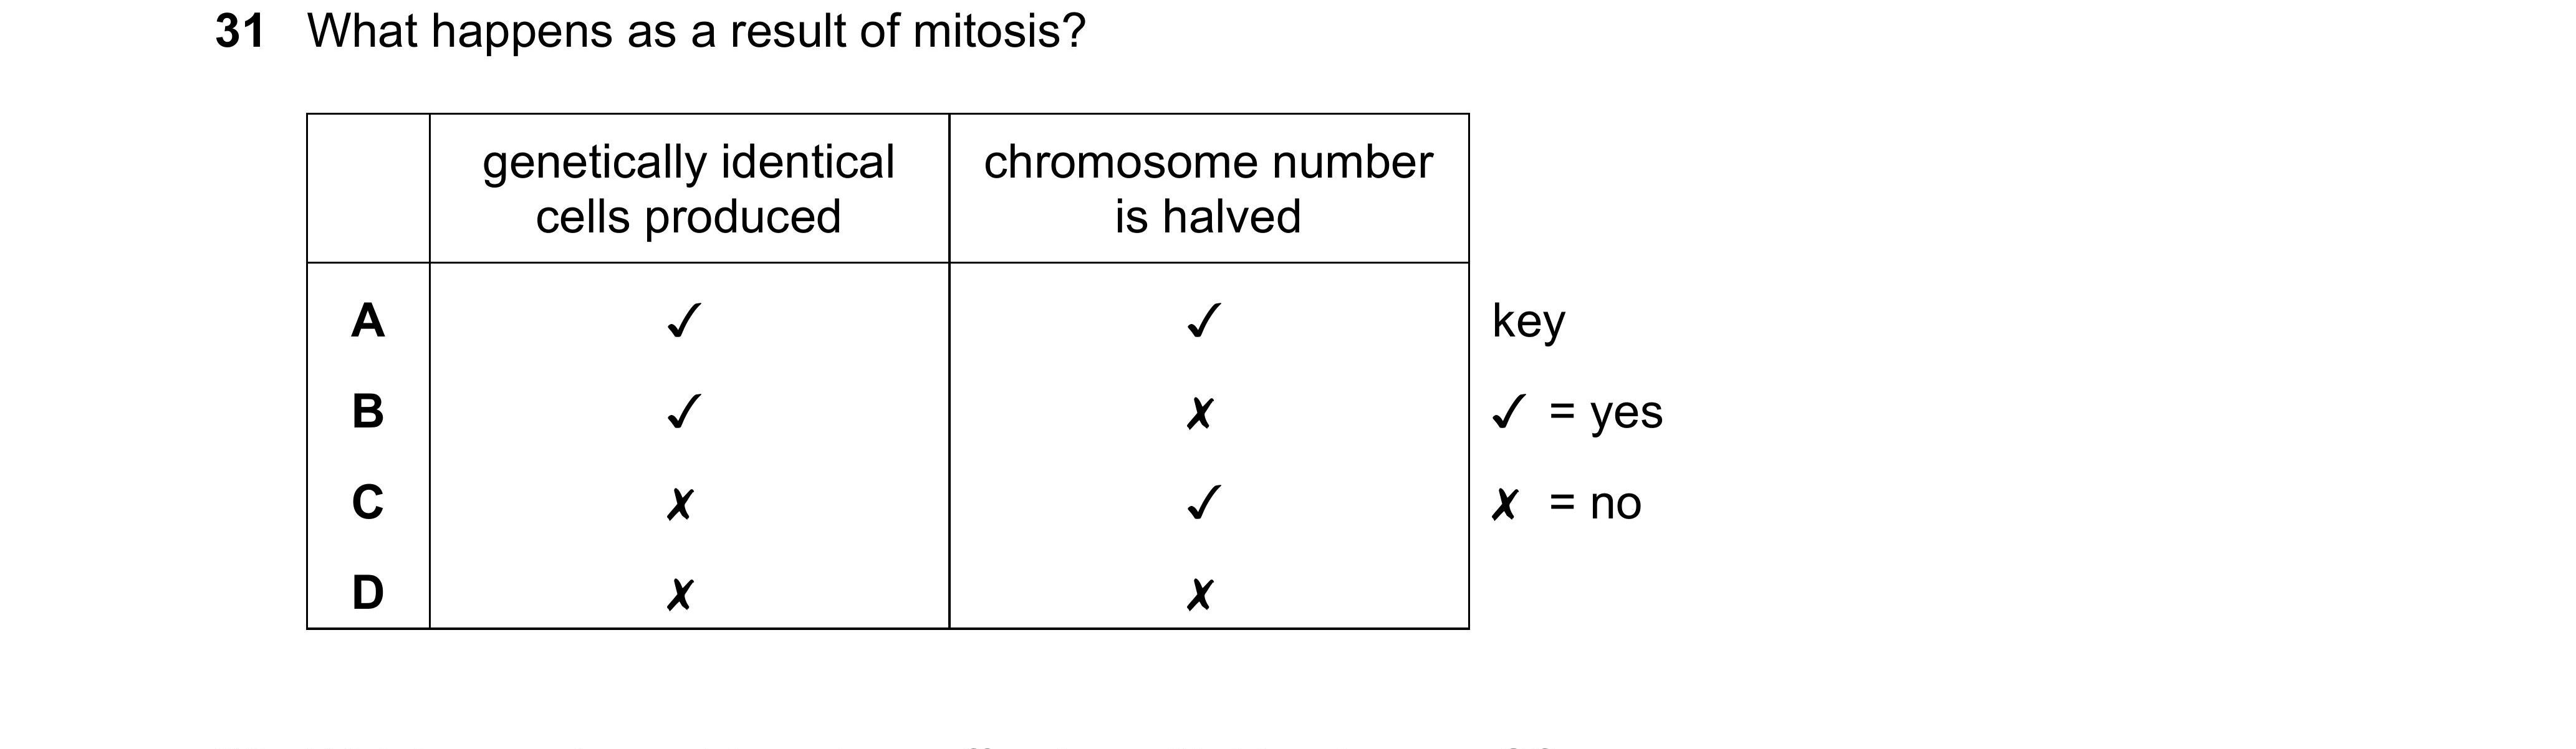 31 What happens as a result of mitosis?
genetically identical chromosome number
cells produced is halved
A ✓ ✓ key
B ✓ ✗ ✓ = yes
C ✗ ✓ ✗ = no
D ✗ ✗